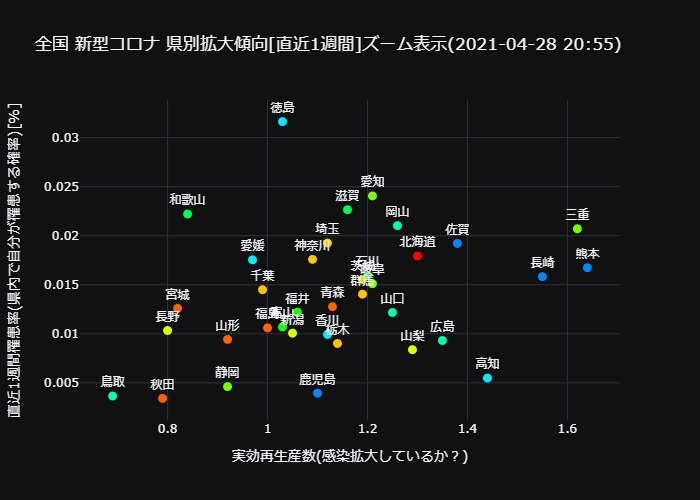 全国 新型コロナ 県別拡大傾向[直近1週間]ズーム表示(2021-04-28 20:55)
直近1週間罹患率(県内で自分が罹患する確率)[%]
徳島
0.03
愛知
0.025
滋賀
和歌山
岡山
三重
埼玉
佐賀
0.02
北海道
愛媛
神奈川
石川
熊本
長崎
茨城
岐阜
千葉
群馬
0.015
宮城
青森
福井
山口
長野
福島
富山
新潟
香川
山形
栃木
広島
0.01
山梨
静岡
高知
鳥取
秋田
鹿児島
0.005
0.8
1
1.2
1.4
1.6
実効再生産数(感染拡大しているか？)